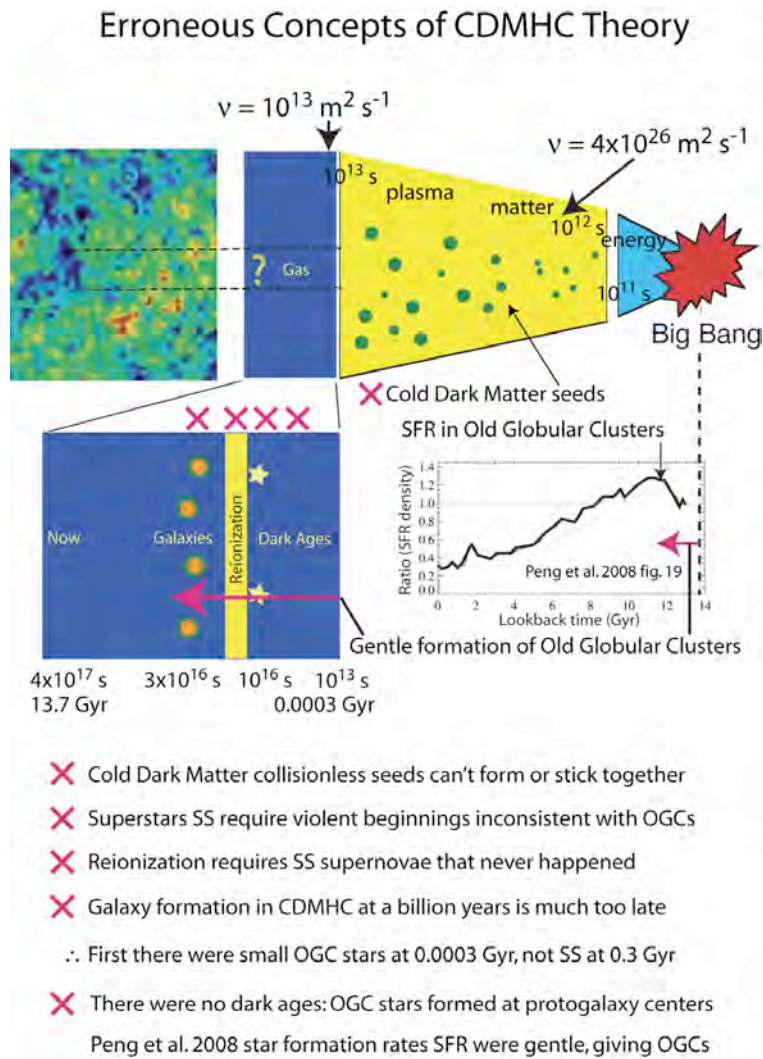 Erroneous Concepts of CDMHC Theory
ν = 10¹³ m² s⁻¹
ν = 4x10²⁶ m² s⁻¹
10¹³ s
plasma
matter
10¹² s
energy
?
Gas
10¹¹ s
Big Bang
Cold Dark Matter seeds
SFR in Old Globular Clusters
Now
Galaxies
Reionization
Dark Ages
Ratio (SFR density)
1.4
1.2
1.0
0.8
0.6
0.4
0.2
0.0
Peng et al. 2008 fig. 19
0 2 4 6 8 10 12 14
Lookback time (Gyr)
Gentle formation of Old Globular Clusters
4x10¹⁷ s 3x10¹⁶ s 10¹⁶ s 10¹³ s
13.7 Gyr 0.0003 Gyr
Cold Dark Matter collisionless seeds can't form or stick together
Superstars SS require violent beginnings inconsistent with OGCs
Reionization requires SS supernovae that never happened
Galaxy formation in CDMHC at a billion years is much too late
∴ First there were small OGC stars at 0.0003 Gyr, not SS at 0.3 Gyr
There were no dark ages: OGC stars formed at protogalaxy centers
Peng et al. 2008 star formation rates SFR were gentle, giving OGCs